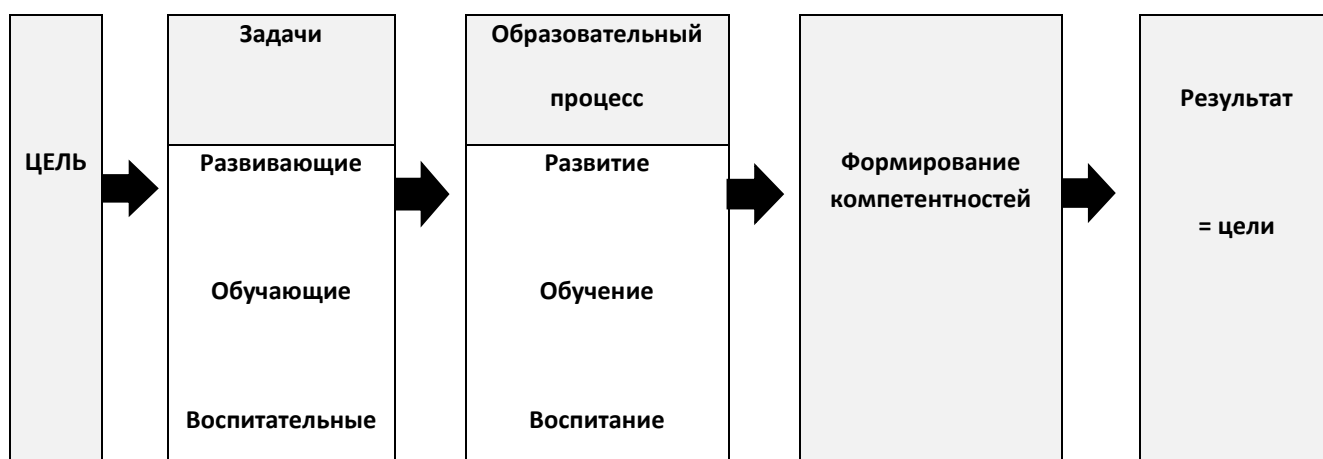 ЦЕЛЬ
Задачи
Развивающие
Обучающие
Воспитательные
Образовательный
процесс
Развитие
Обучение
Воспитание
Формирование
компетентностей
Результат
= цели